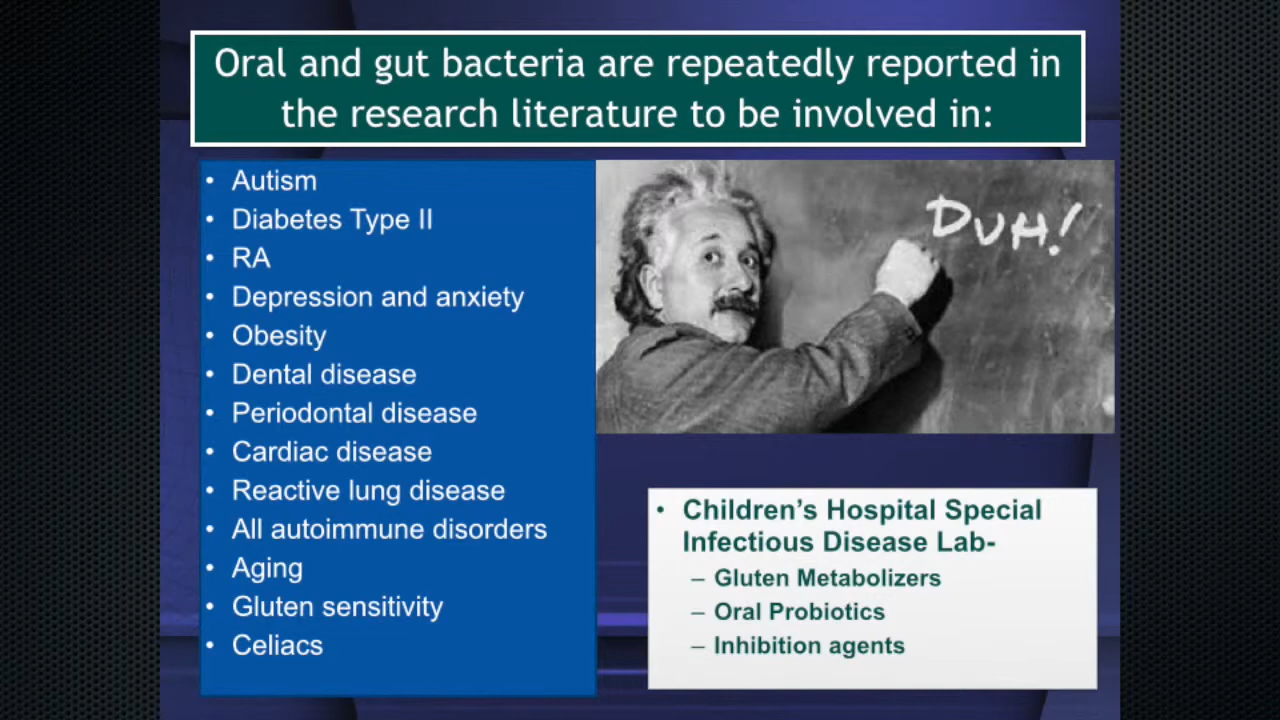 Oral and gut bacteria are repeatedly reported in
the research literature to be involved in:
• Autism
• Diabetes Type II
• RA
• Depression and anxiety
• Obesity
• Dental disease
• Periodontal disease
• Cardiac disease
• Reactive lung disease
• All autoimmune disorders
• Aging
• Gluten sensitivity
• Celiacs
DUH!
• Children's Hospital Special
Infectious Disease Lab-
– Gluten Metabolizers
– Oral Probiotics
– Inhibition agents